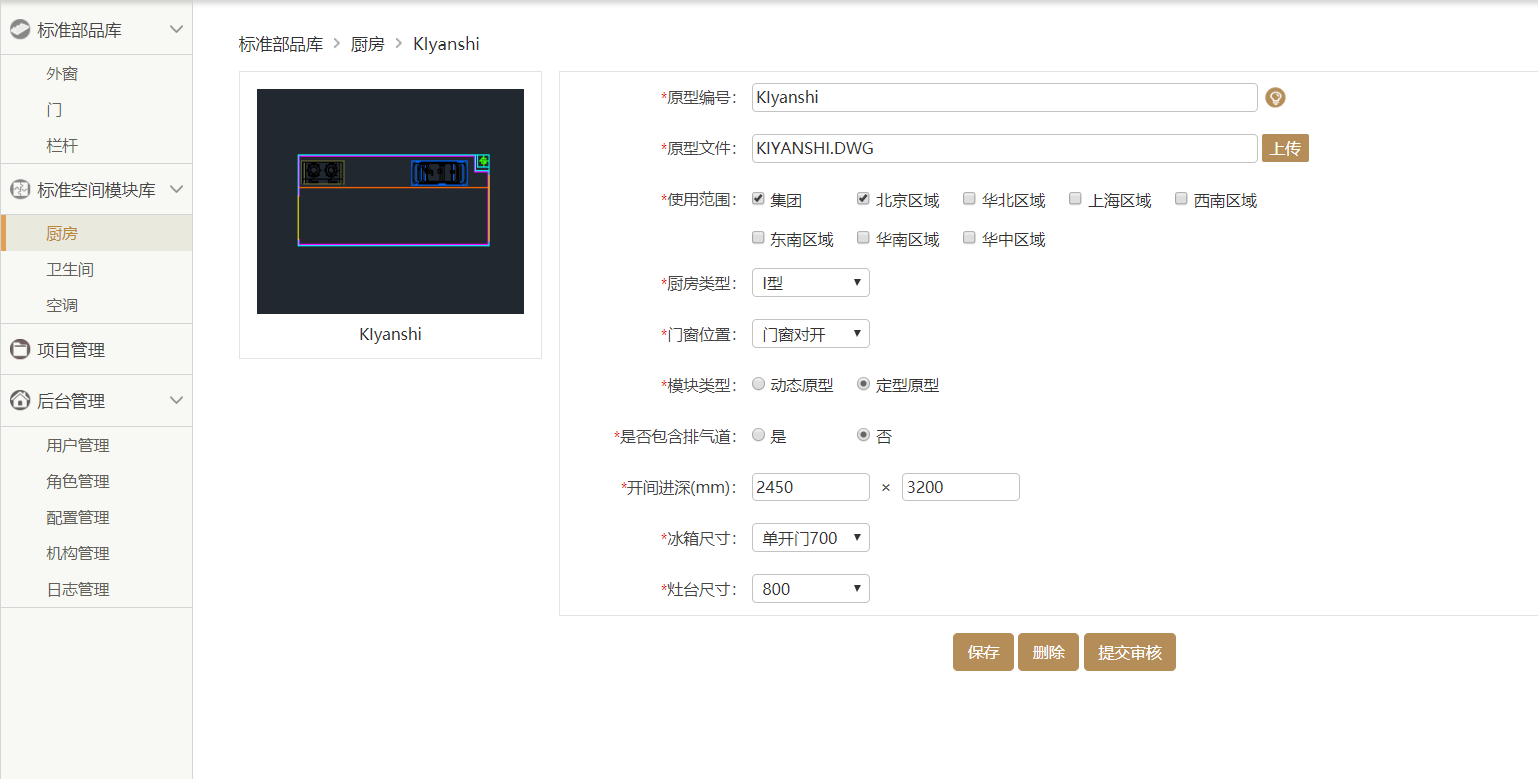 标准部品库
外窗
门
栏杆
标准空间模块库
厨房
卫生间
空调
项目管理
后台管理
用户管理
角色管理
配置管理
机构管理
日志管理
标准部品库 > 厨房 > KIyanshi
KIyanshi
*原型编号： KIyanshi
*原型文件： KIYANSHI.DWG 上传
*使用范围： 集团 北京区域 华北区域 上海区域 西南区域
东南区域 华南区域 华中区域
*厨房类型： I型
*门窗位置： 门窗对开
*模块类型： 动态原型 定型原型
*是否包含排气道： 是 否
*开间进深(mm)： 2450 × 3200
*冰箱尺寸： 单开门700
*灶台尺寸： 800
保存 删除 提交审核